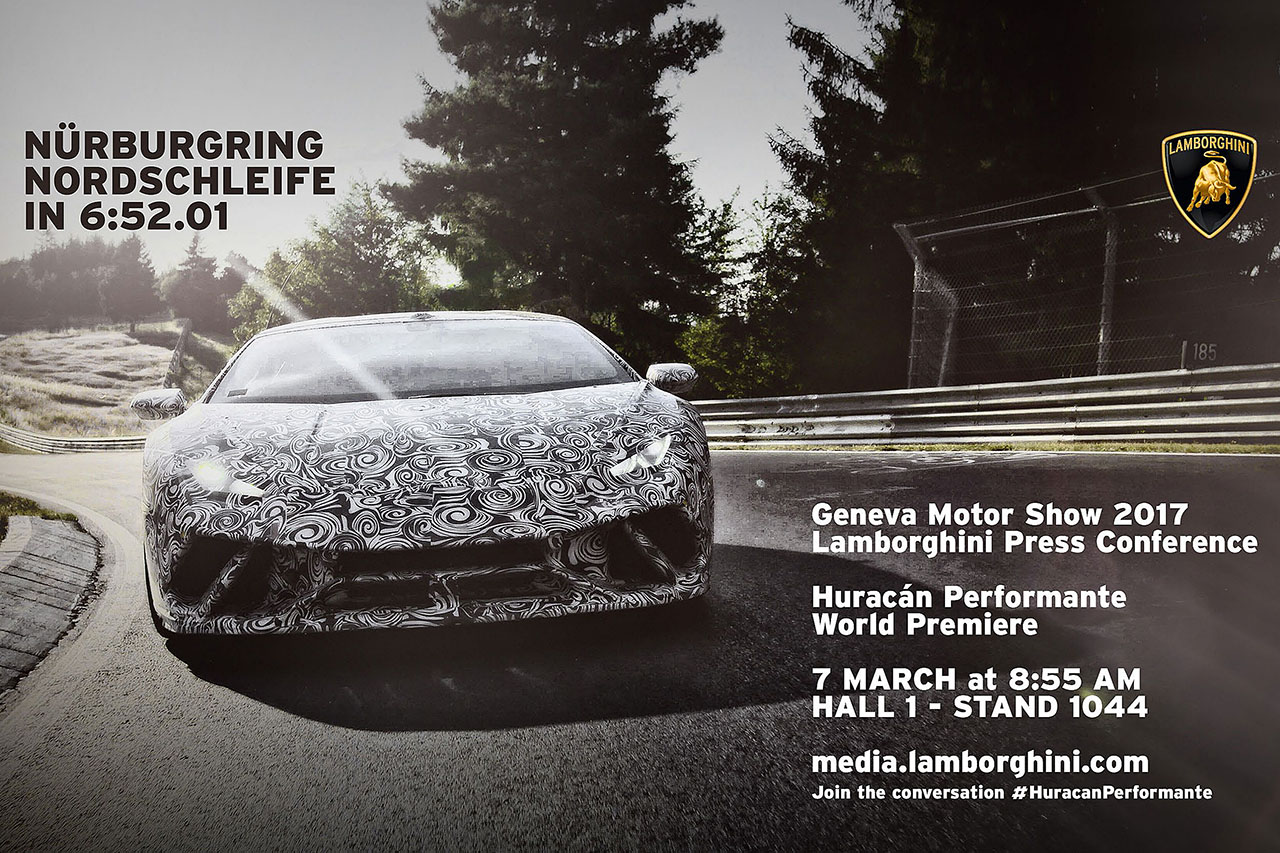 NÜRBURGRING
NORDSCHLEIFE
IN 6:52.01
LAMBORGHINI
185
Geneva Motor Show 2017
Lamborghini Press Conference
Huracán Performante
World Premiere
7 MARCH at 8:55 AM
HALL 1 - STAND 1044
media.lamborghini.com
Join the conversation #HuracanPerformante